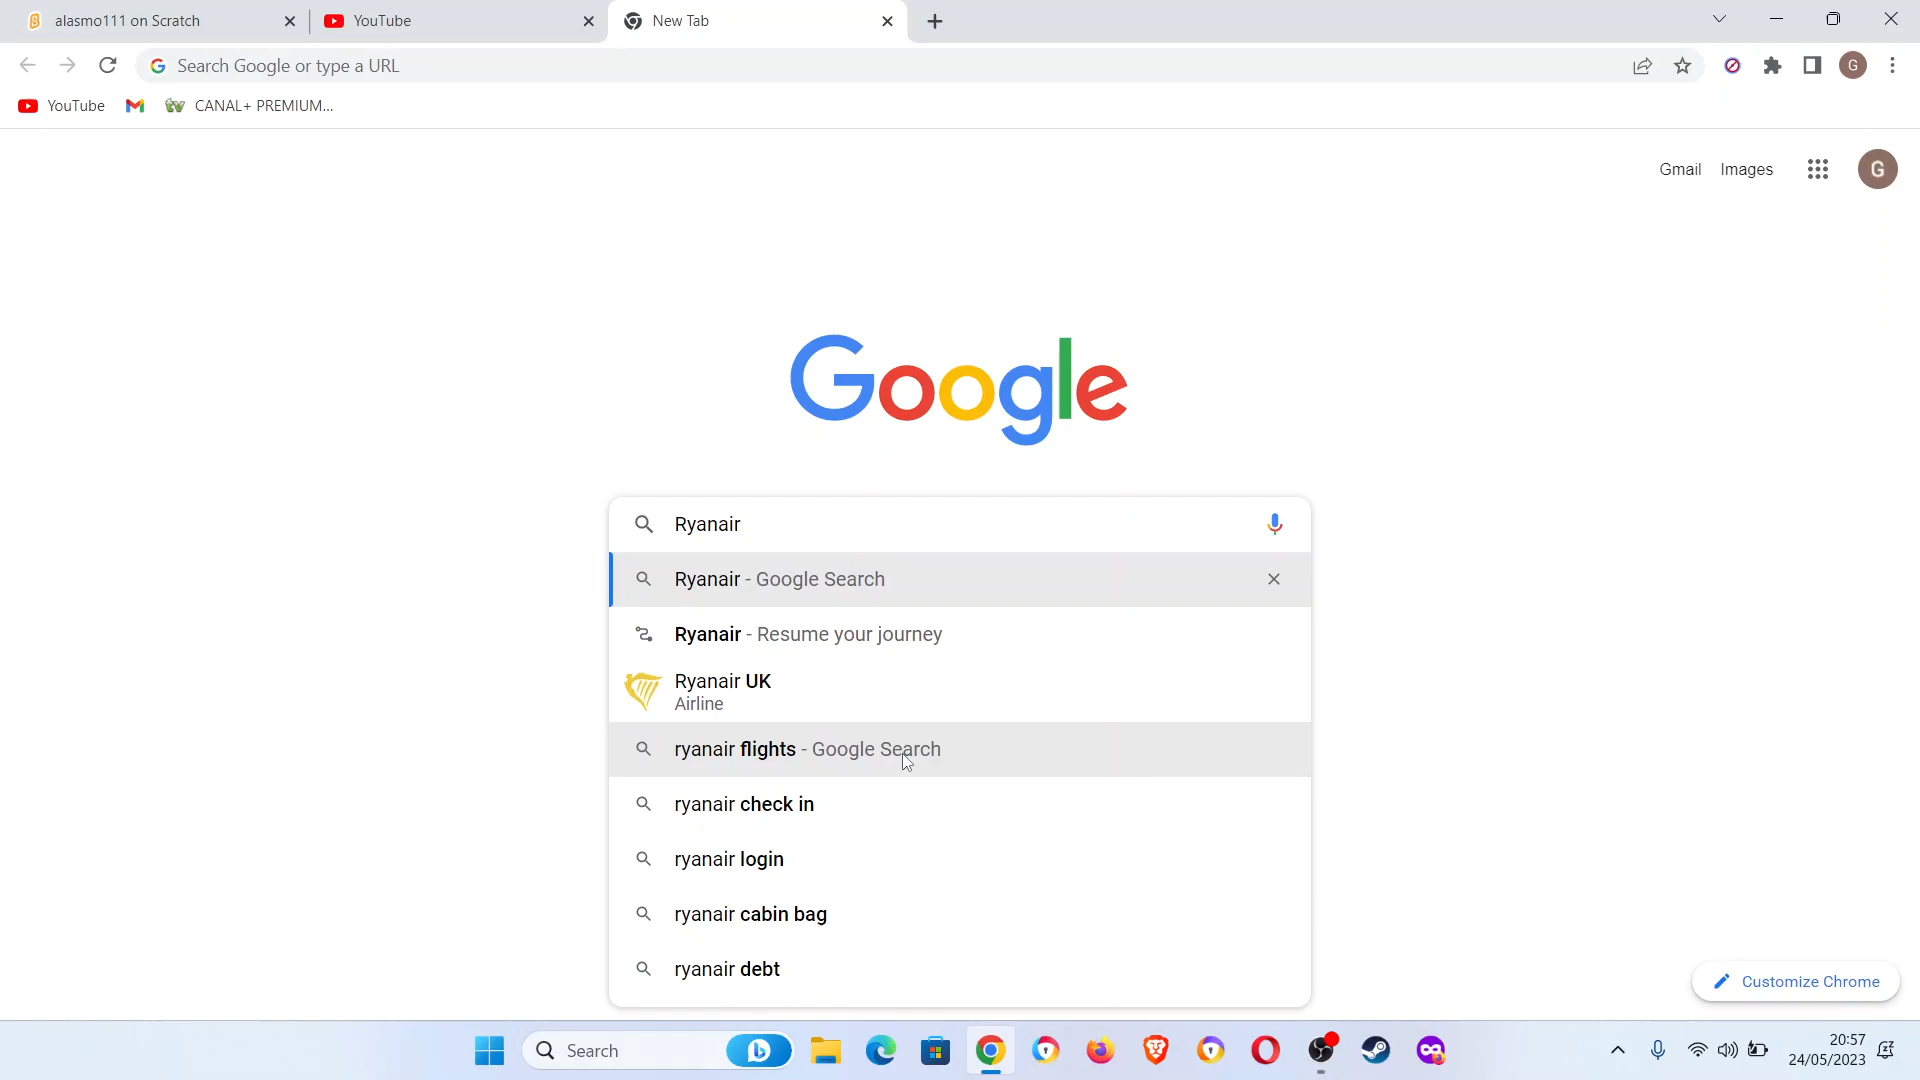 alasmo111 on Scratch
YouTube
New Tab
Search Google or type a URL
G
YouTube
CANAL+ PREMIUM...
Gmail
Images
G
Google
Ryanair
Ryanair - Google Search
Ryanair - Resume your journey
Ryanair UK
Airline
ryanair flights - Google Search
ryanair check in
ryanair login
ryanair cabin bag
ryanair debt
Customize Chrome
Search
20:57
24/05/2023